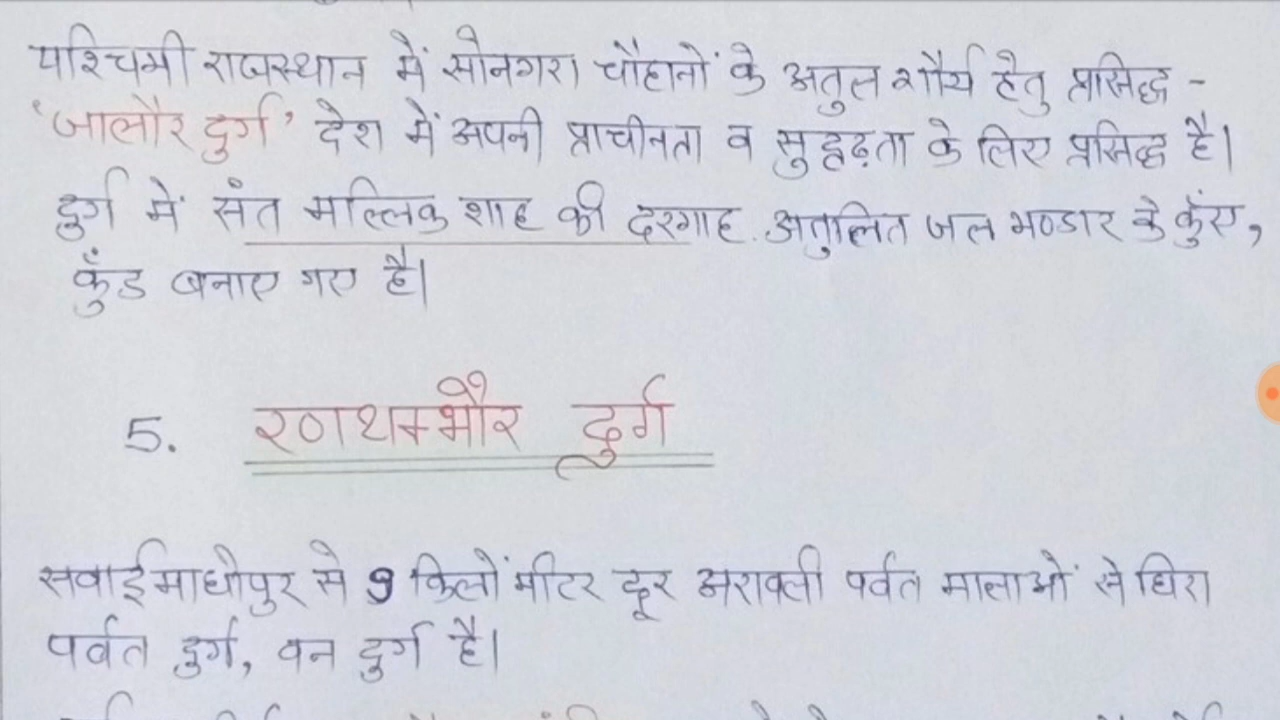 पश्चिमी राजस्थान में सोनगरा चौहानों के अतुल शौर्य हेतु प्रसिद्ध -
'जालौर दुर्ग' देश में अपनी प्राचीनता व सुदृढ़ता के लिए प्रसिद्ध है।
दुर्ग में संत मल्लिक शाह की दरगाह. अतुलित जल भण्डार के कुंए,
कुँड बनाए गए है।
5. रणथम्भौर दुर्ग
सवाईमाधोपुर से 9 किलोंमीटर दूर अरावली पर्वत मालाओं से घिरा
पर्वत दुर्ग, वन दुर्ग है।